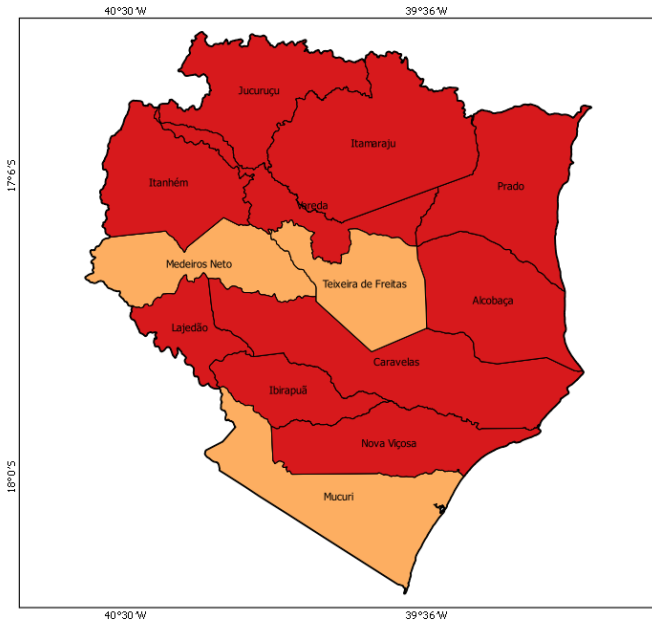 40°30'W 39°36'W
Jucuruçu
Itamaraju
17°6'S
Itanhém
Prado
Vereda
Medeiros Neto
Teixeira de Freitas
Alcobaça
Lajedão
Caravelas
Ibirapuã
Nova Viçosa
18°0'S
Mucuri
40°30'W 39°36'W